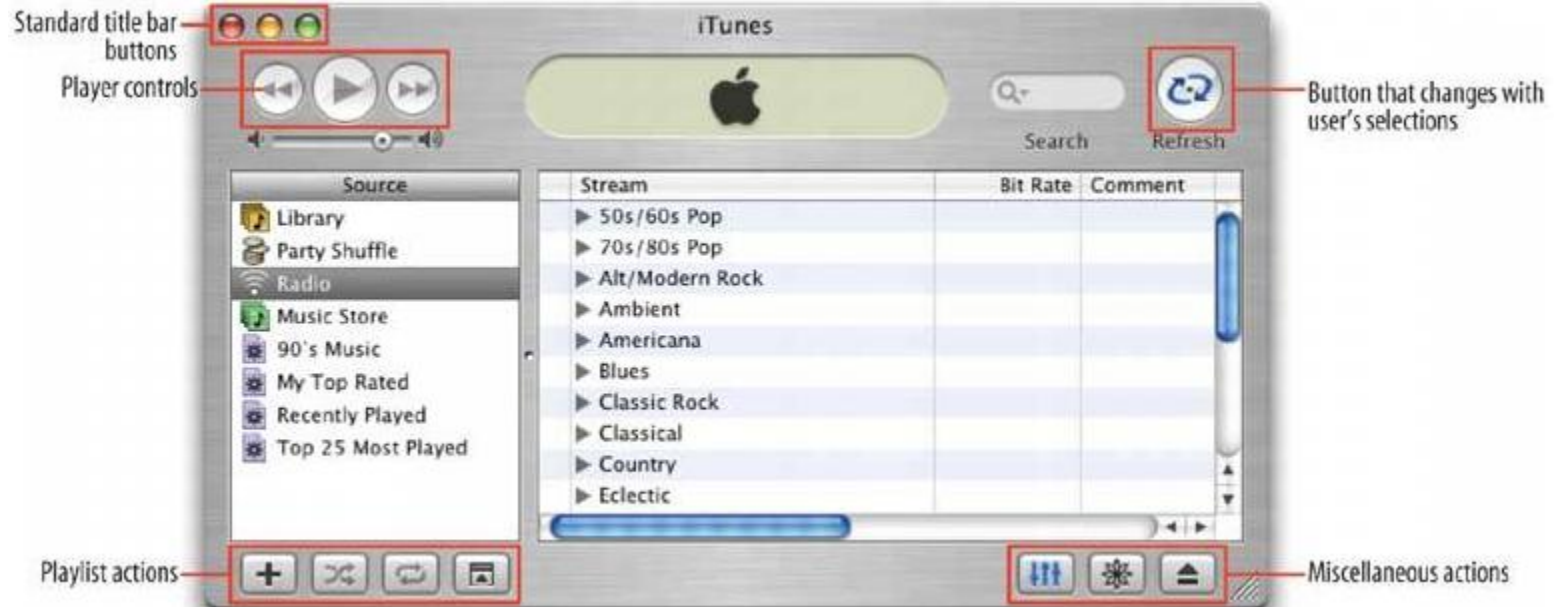 Standard title bar
buttons
iTunes
Player controls
Button that changes with
user's selections
Search
Refresh
Source
Library
Party Shuffle
Radio
Music Store
90's Music
My Top Rated
Recently Played
Top 25 Most Played
Stream Bit Rate Comment
50s/60s Pop
70s/80s Pop
Alt/Modern Rock
Ambient
Americana
Blues
Classic Rock
Classical
Country
Eclectic
Playlist actions
Miscellaneous actions